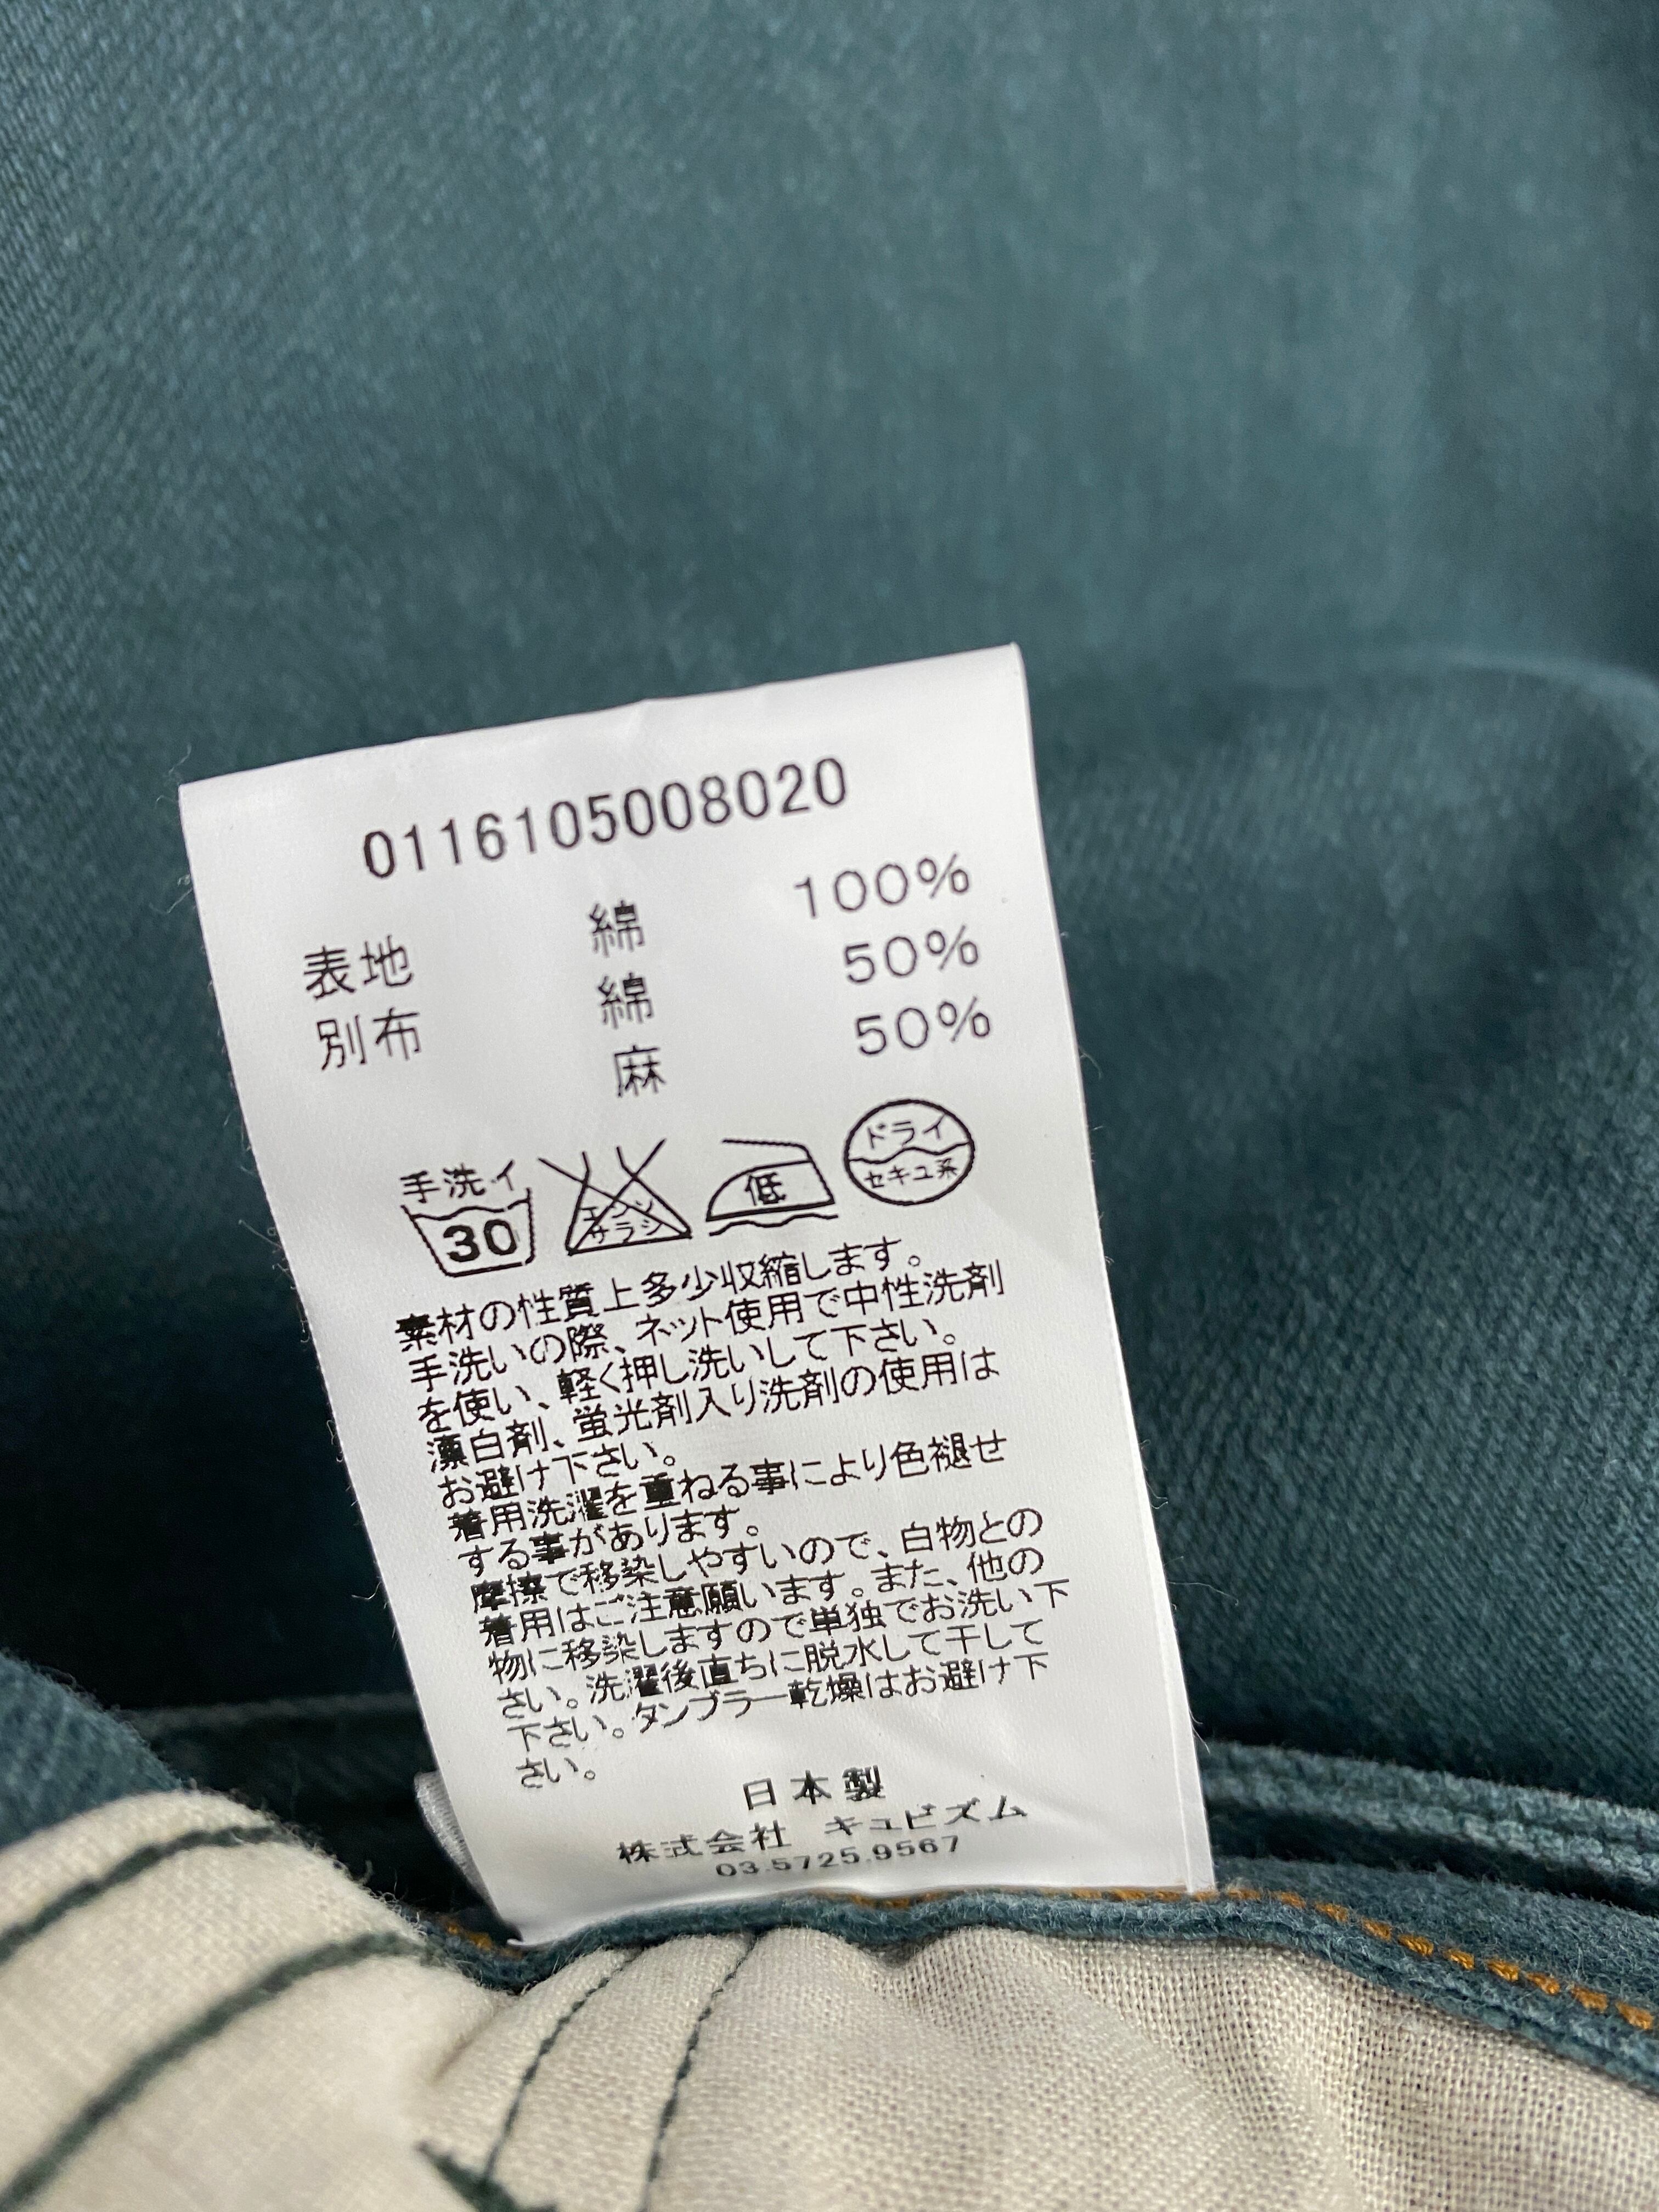 0116105008020
表地 綿 100%
別布 綿 50%
麻 50%
手洗イ 30 エンソサラシ 低 ドライ セキユ系
素材の性質上多少収縮します。
手洗いの際、ネット使用で中性洗剤
を使い、軽く押し洗いして下さい。
漂白剤、蛍光剤入り洗剤の使用は
お避け下さい。
着用洗濯を重ねる事により色褪せ
する事があります。
摩擦で移染しやすいので、白物との
着用はご注意願います。また、他の
物に移染しますので単独でお洗い下
さい。洗濯後直ちに脱水して干して
下さい。タンブラー乾燥はお避け下
さい。
日本製
株式会社 キュビズム
03.5725.9567